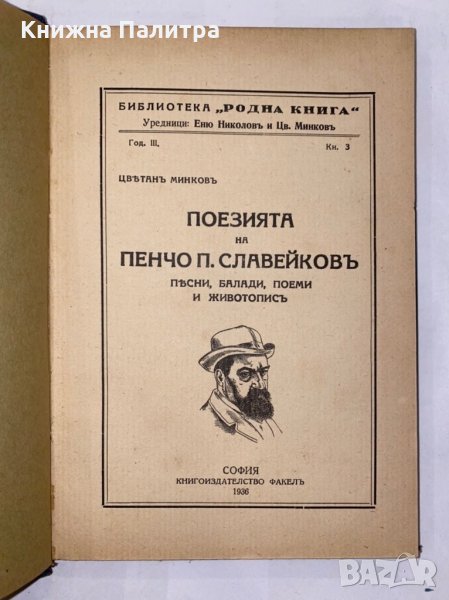 Книжна Палитра
БИБЛИОТЕКА „РОДНА КНИГА“
Уредници: Еню Николовъ и Цв. Минковъ
Год. III.
Кн. 3
ЦВѢТАНЪ МИНКОВЪ
ПОЕЗИЯТА
НА
ПЕНЧО П. СЛАВЕЙКОВЪ
ПѢСНИ, БАЛАДИ, ПОЕМИ
И ЖИВОТОПИСЪ
СОФИЯ
КНИГОИЗДАТЕЛСТВО ФАКЕЛЪ
1936
BAZAR